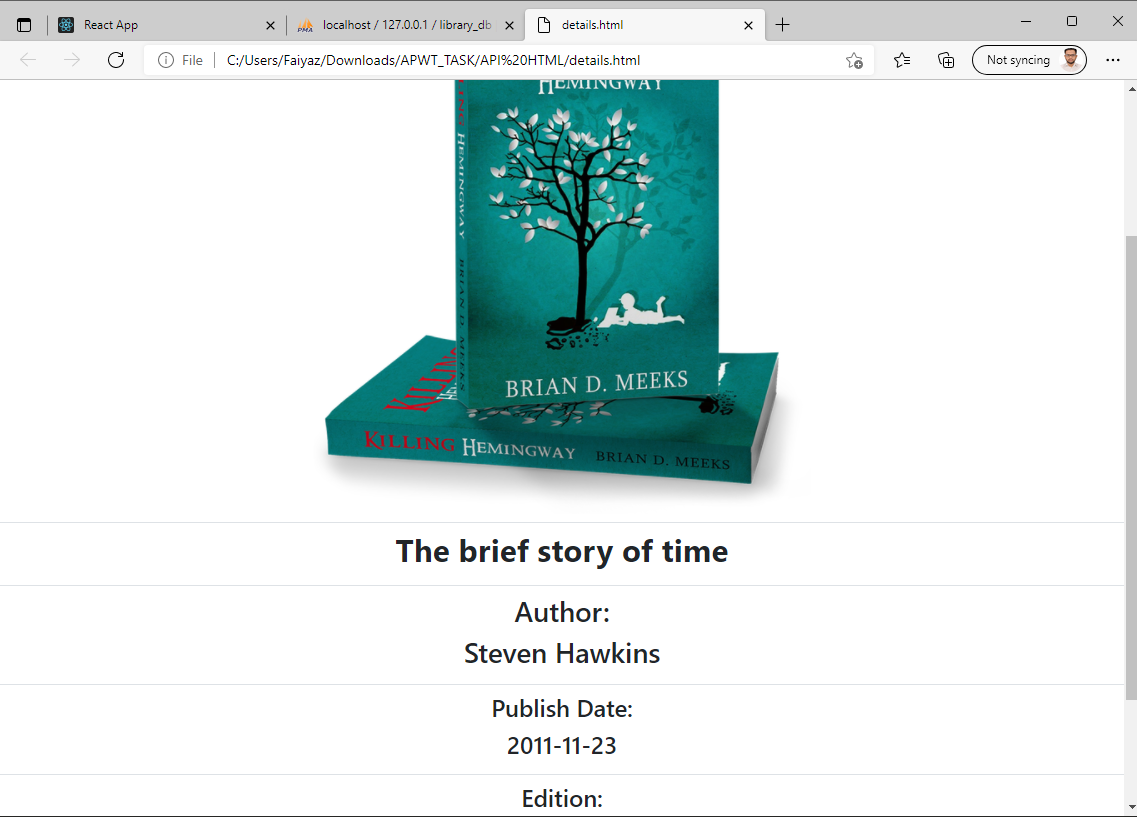 React App
localhost / 127.0.0.1 / library_db
details.html
File
C:/Users/Faiyaz/Downloads/APWT_TASK/API%20HTML/details.html
Not syncing
HEMINGWAY
HEMINGWAY BRIAN D. MEEKS
BRIAN D. MEEKS
KILLING
KILLING HEMINGWAY BRIAN D. MEEKS
The brief story of time
Author:
Steven Hawkins
Publish Date:
2011-11-23
Edition: